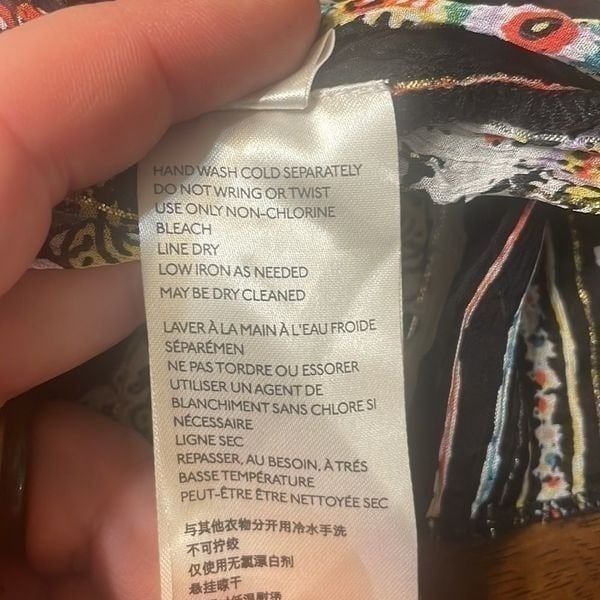 HAND WASH COLD SEPARATELY
DO NOT WRING OR TWIST
USE ONLY NON-CHLORINE
BLEACH
LINE DRY
LOW IRON AS NEEDED
MAY BE DRY CLEANED
LAVER À LA MAIN À L'EAU FROIDE
SÉPARÉMEN
NE PAS TORDRE OU ESSORER
UTILISER UN AGENT DE
BLANCHIMENT SANS CHLORE SI
NÉCESSAIRE
LIGNE SEC
REPASSER, AU BESOIN, À TRÉS
BASSE TEMPÉRATURE
PEUT-ÊTRE ÊTRE NETTOYÉE SEC
与其他衣物分开用冷水手洗
不可拧绞
仅使用无氯漂白剂
悬挂晾干